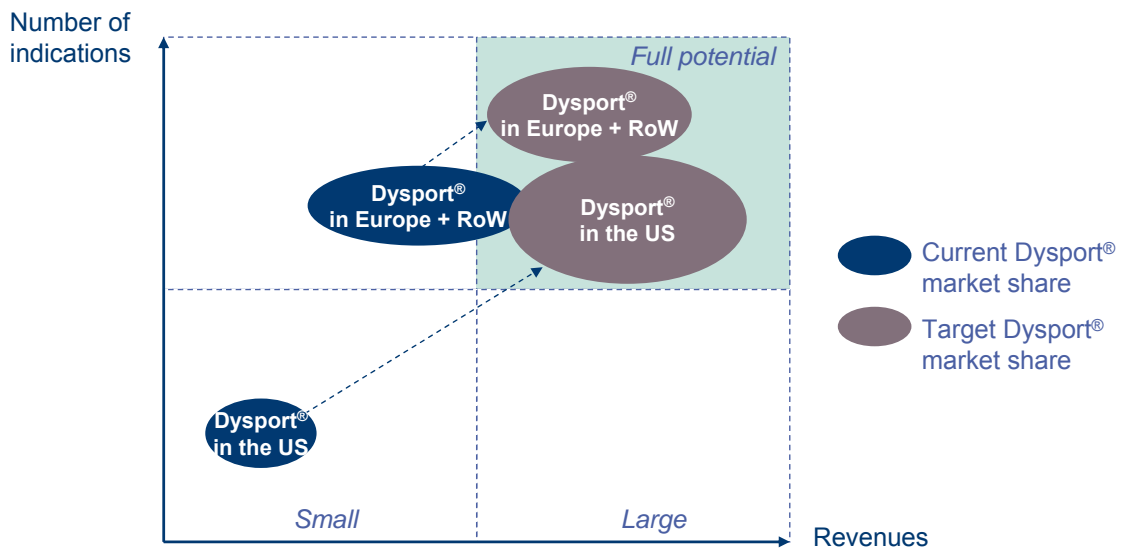 Number of
indications
Full potential
Dysport®
in Europe + RoW
Dysport®
in Europe + RoW
Dysport®
in the US
Current Dysport®
market share
Target Dysport®
market share
Dysport®
in the US
Small
Large
Revenues